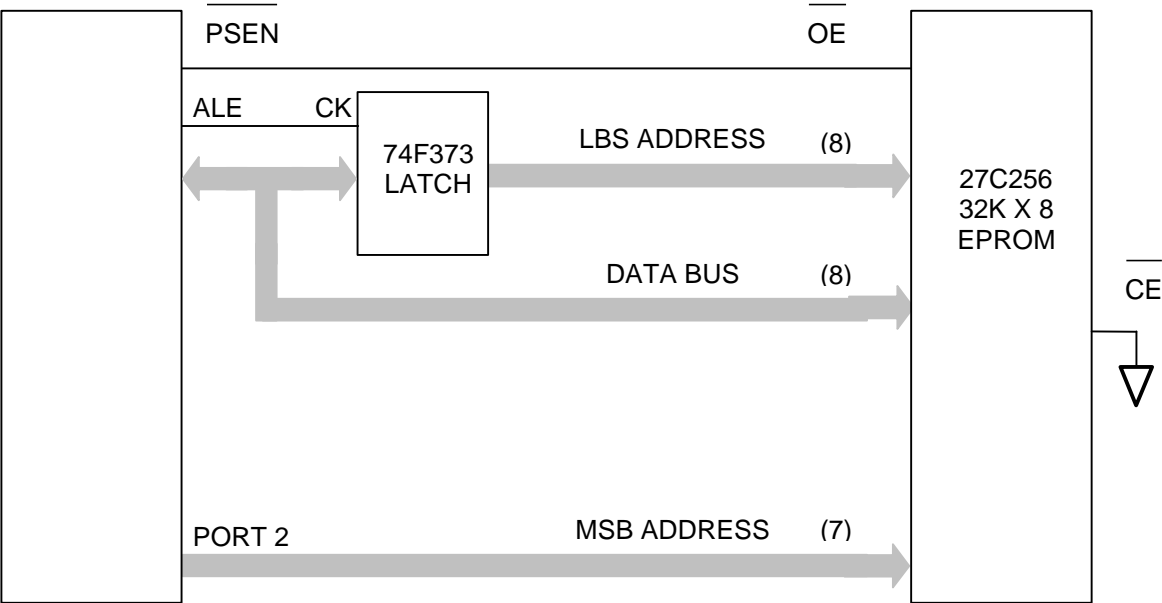 PSEN
OE
ALE
CK
74F373
LATCH
LBS ADDRESS (8)
27C256
32K X 8
EPROM
DATA BUS (8)
CE
PORT 2
MSB ADDRESS (7)